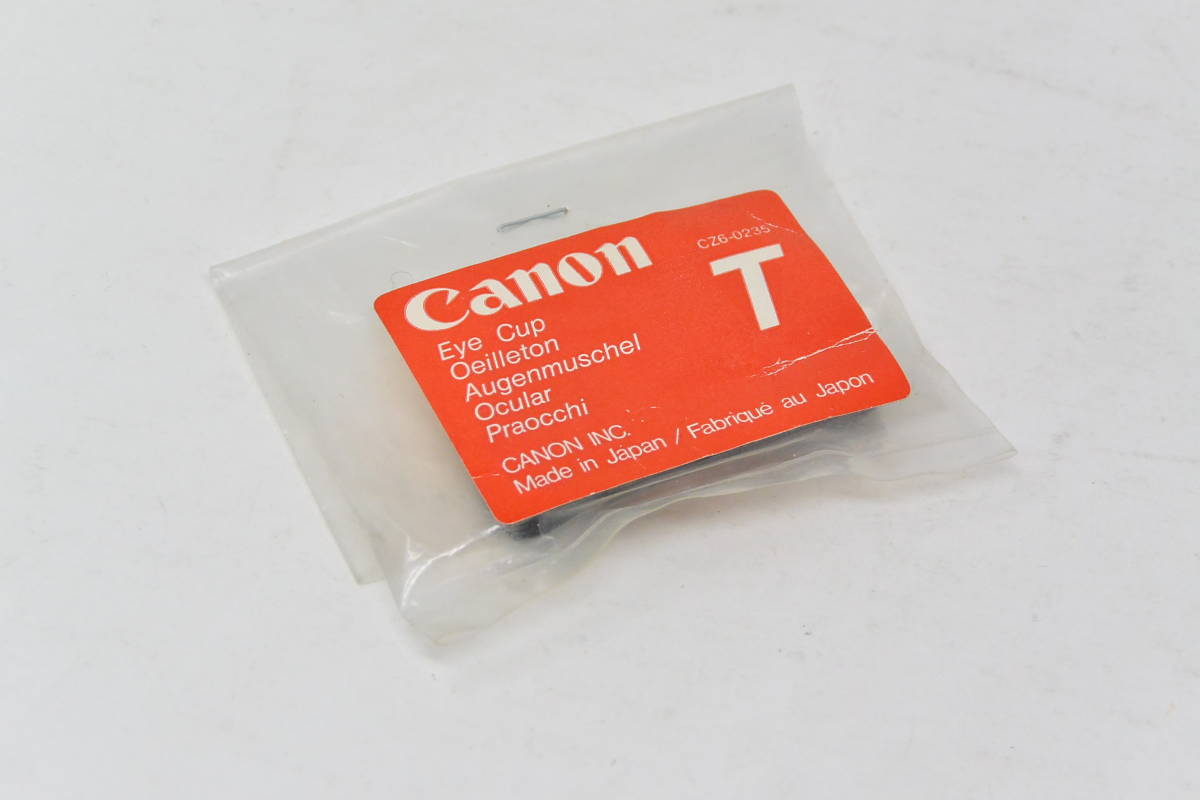 Canon
CZ6-0235
T
Eye Cup
Oeilleton
Augenmuschel
Ocular
Praocchi
CANON INC.
Made in Japan / Fabriqué au Japon